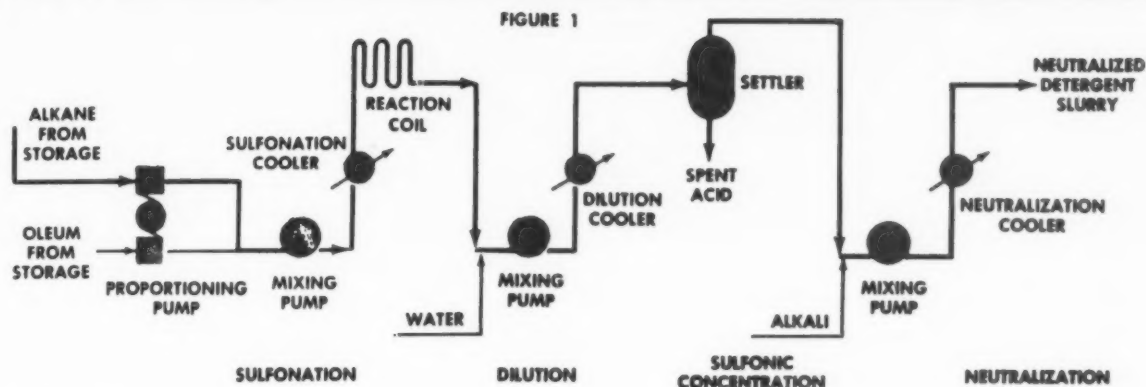 FIGURE 1
ALKANE
FROM
STORAGE
OLEUM
FROM
STORAGE
PROPORTIONING
PUMP
MIXING
PUMP
SULFONATION
COOLER
REACTION
COIL
WATER
MIXING
PUMP
DILUTION
COOLER
SETTLER
SPENT
ACID
ALKALI
MIXING
PUMP
NEUTRALIZATION
COOLER
NEUTRALIZED
DETERGENT
SLURRY
SULFONATION
DILUTION
SULFONIC
CONCENTRATION
NEUTRALIZATION